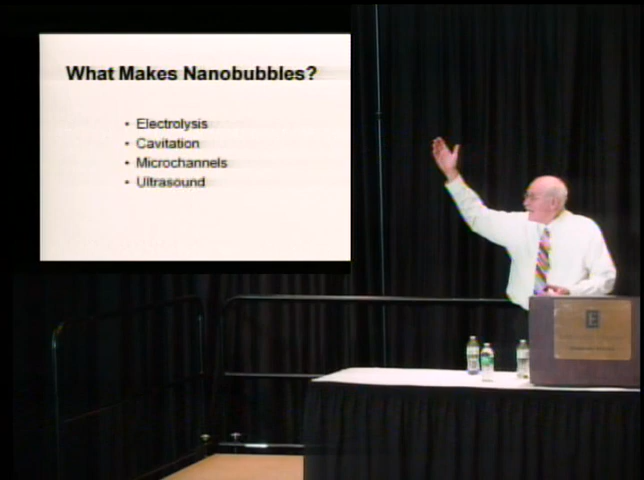 What Makes Nanobubbles?
• Electrolysis
• Cavitation
• Microchannels
• Ultrasound
E